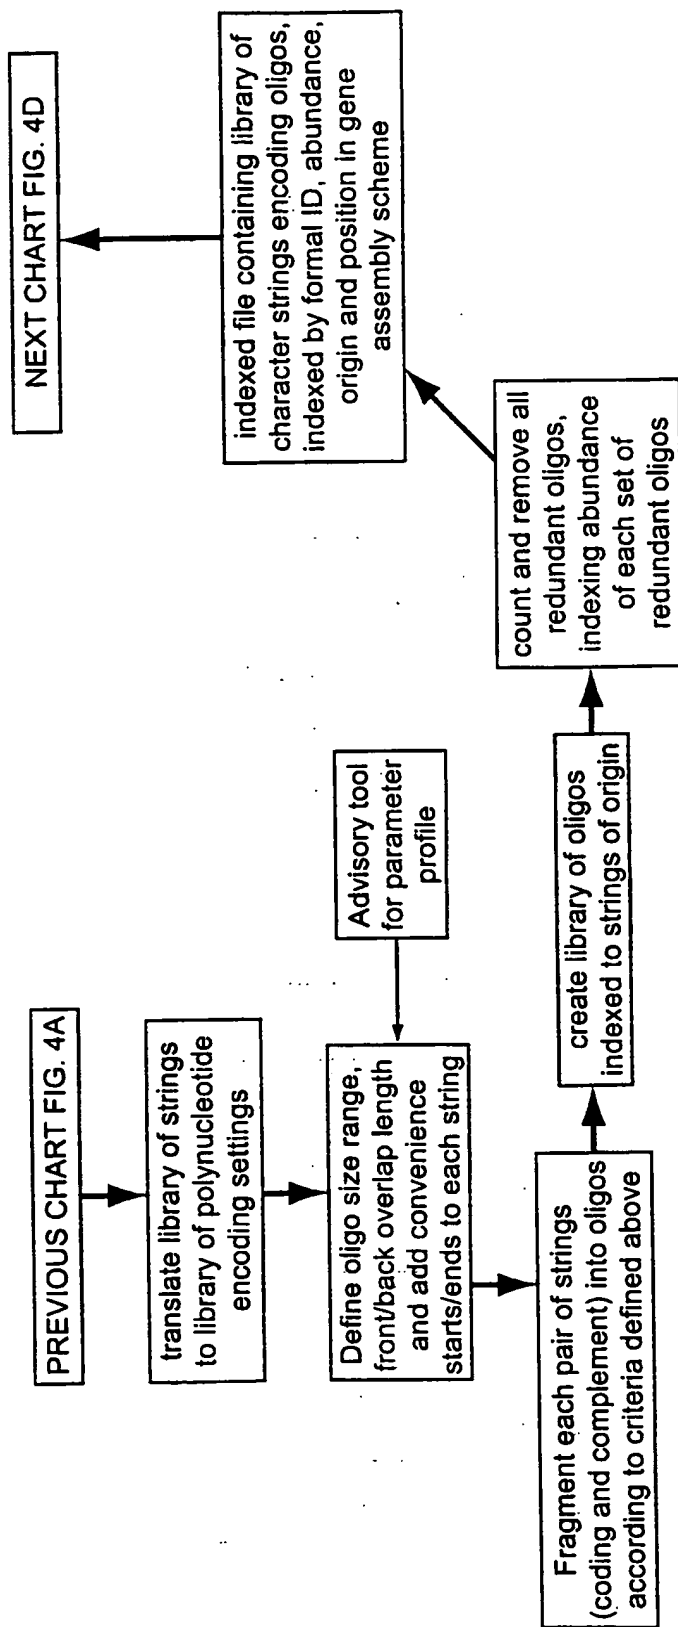 PREVIOUS CHART FIG. 4A
translate library of strings
to library of polynucleotide
encoding settings
Define oligo size range,
front/back overlap length
and add convenience
starts/ends to each string
Advisory tool
for parameter
profile
Fragment each pair of strings
(coding and complement) into oligos
according to criteria defined above
create library of oligos
indexed to strings of origin
count and remove all
redundant oligos,
indexing abundance
of each set of
redundant oligos
indexed file containing library of
character strings encoding oligos,
indexed by formal ID, abundance,
origin and position in gene
assembly scheme
NEXT CHART FIG. 4D